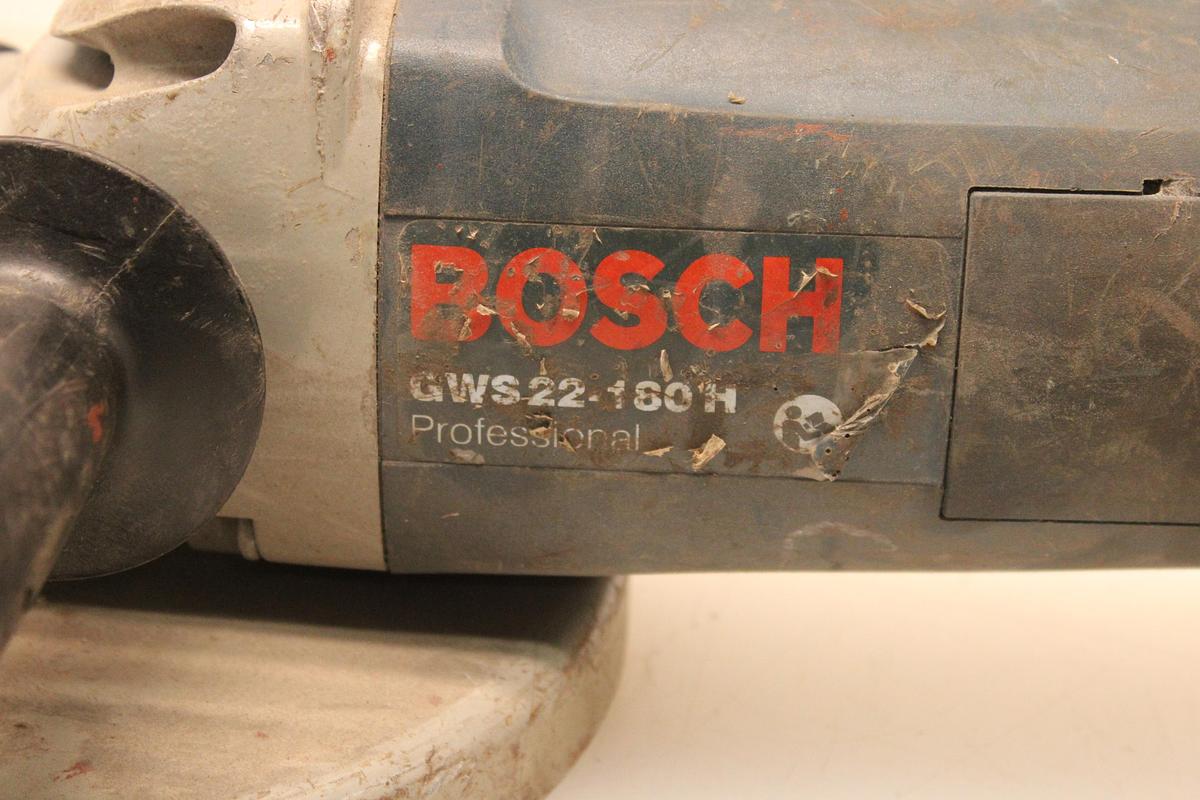 BOSCH
GWS 22-180 H
Professional